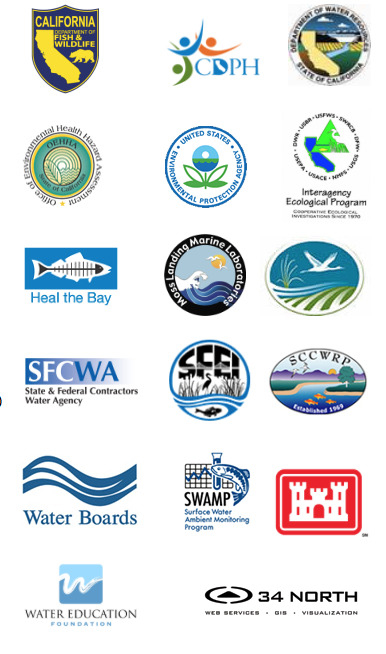 CALIFORNIA
DEPARTMENT OF
FISH &
WILDLIFE
CDPH
DEPARTMENT OF WATER RESOURCES
STATE OF CALIFORNIA
Office of Environmental Health Hazard Assessment
OEHHA
State of California
UNITED STATES
ENVIRONMENTAL PROTECTION AGENCY
DWR • USBR • USFWS • SWRCB • DFW •
USEPA • USACE • NMFS • USGS
Interagency
Ecological Program
COOPERATIVE ECOLOGICAL
INVESTIGATIONS SINCE 1970
Heal the Bay
Moss Landing Marine Laboratories
SFCWA
State & Federal Contractors
Water Agency
SCCWRP
Established 1969
Water Boards
SWAMP
Surface Water
Ambient Monitoring
Program
SM
WATER EDUCATION
FOUNDATION
34 NORTH
WEB SERVICES • GIS • VISUALIZATION